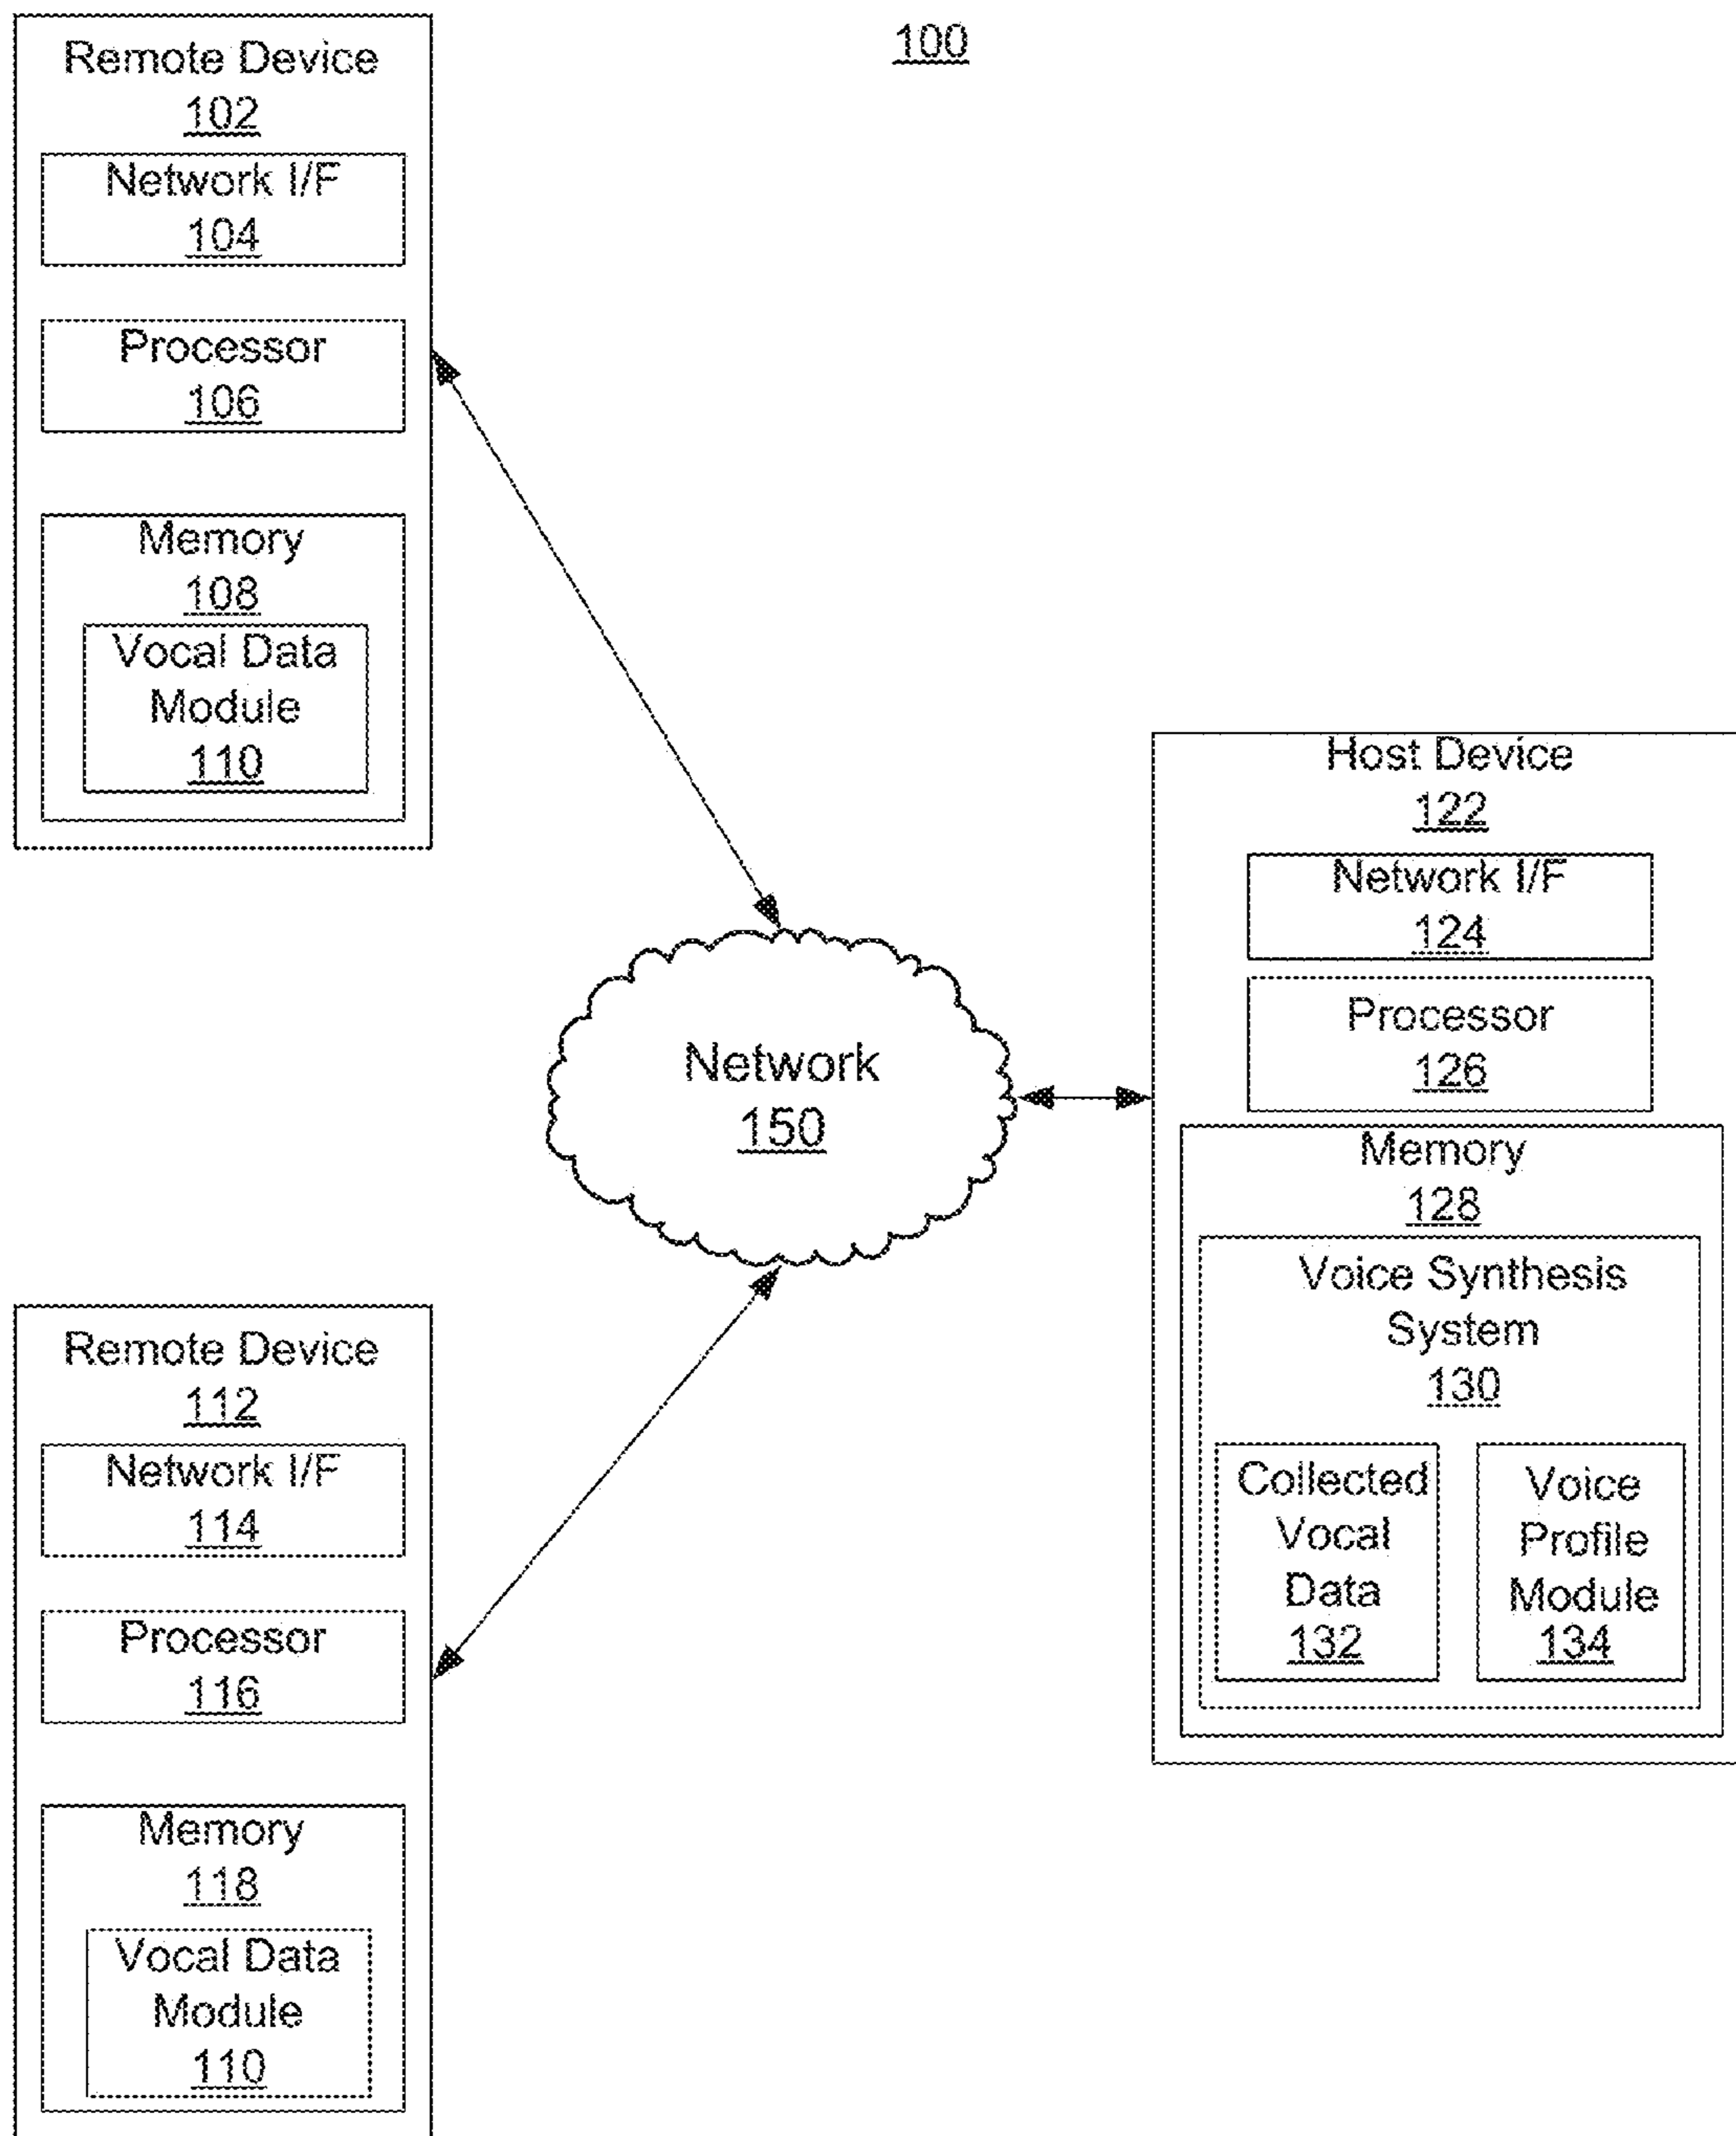 100
Remote Device
102
Network I/F
104
Processor
106
Memory
108
Vocal Data
Module
110
Network
150
Host Device
122
Network I/F
124
Processor
126
Memory
128
Voice Synthesis
System
130
Collected
Vocal
Data
132
Voice
Profile
Module
134
Remote Device
112
Network I/F
114
Processor
116
Memory
118
Vocal Data
Module
110